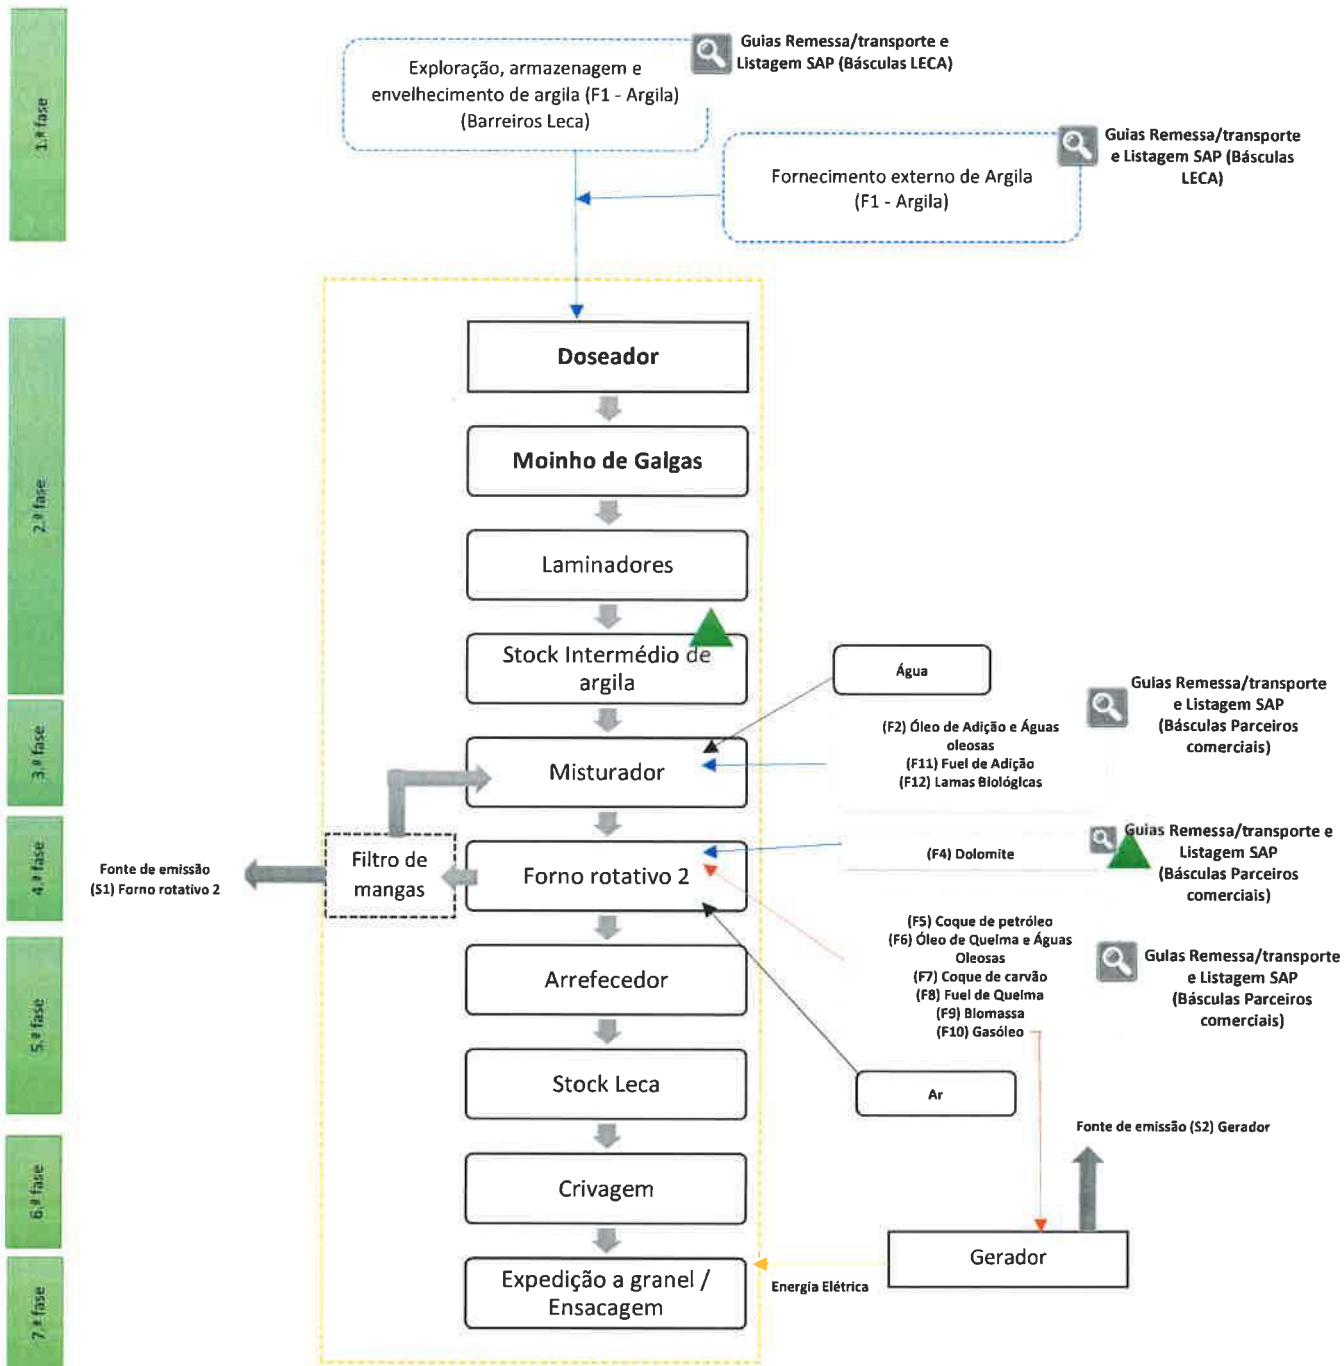 1.ª fase
Exploração, armazenagem e
envelhecimento de argila (F1 - Argila)
(Barreiros Leca)
Guias Remessa/transporte e
Listagem SAP (Básculas LECA)
Fornecimento externo de Argila
(F1 - Argila)
Guias Remessa/transporte
e Listagem SAP (Básculas
LECA)
2.ª fase
Doseador
Moinho de Galgas
Laminadores
Stock Intermédio de
argila
Água
3.ª fase
Misturador
(F2) Óleo de Adição e Águas
oleosas
(F11) Fuel de Adição
(F12) Lamas Biológicas
Guias Remessa/transporte
e Listagem SAP
(Básculas Parceiros
comerciais)
4.ª fase
Fonte de emissão
(S1) Forno rotativo 2
Filtro de
mangas
Forno rotativo 2
(F4) Dolomite
Guias Remessa/transporte e
Listagem SAP
(Básculas Parceiros
comerciais)
5.ª fase
Arrefecedor
(F5) Coque de petróleo
(F6) Óleo de Queima e Águas
Oleosas
(F7) Coque de carvão
(F8) Fuel de Queima
(F9) Biomassa
(F10) Gasóleo
Guias Remessa/transporte
e Listagem SAP
(Básculas Parceiros
comerciais)
Stock Leca
Ar
Fonte de emissão (S2) Gerador
6.ª fase
Crivagem
Gerador
7.ª fase
Expedição a granel /
Ensacagem
Energia Elétrica